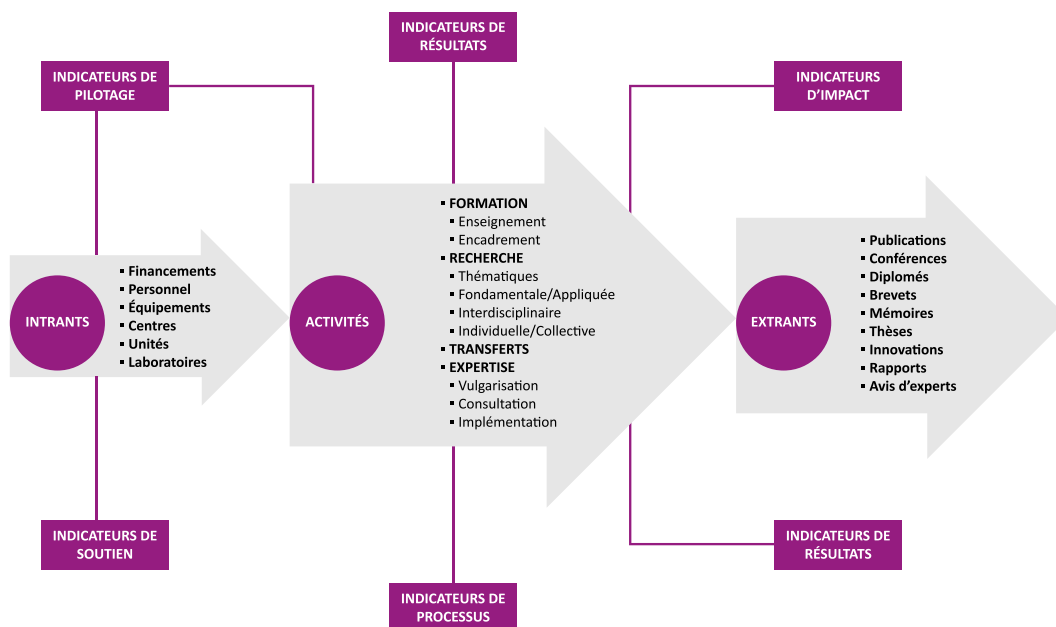 INDICATEURS DE
RÉSULTATS
INDICATEURS DE
PILOTAGE
INDICATEURS
D'IMPACT
INTRANTS
▪ Financements
▪ Personnel
▪ Équipements
▪ Centres
▪ Unités
▪ Laboratoires
ACTIVITÉS
▪ FORMATION
▪ Enseignement
▪ Encadrement
▪ RECHERCHE
▪ Thématiques
▪ Fondamentale/Appliquée
▪ Interdisciplinaire
▪ Individuelle/Collective
▪ TRANSFERTS
▪ EXPERTISE
▪ Vulgarisation
▪ Consultation
▪ Implémentation
EXTRANTS
▪ Publications
▪ Conférences
▪ Diplomés
▪ Brevets
▪ Mémoires
▪ Thèses
▪ Innovations
▪ Rapports
▪ Avis d'experts
INDICATEURS DE
SOUTIEN
INDICATEURS DE
RÉSULTATS
INDICATEURS DE
PROCESSUS